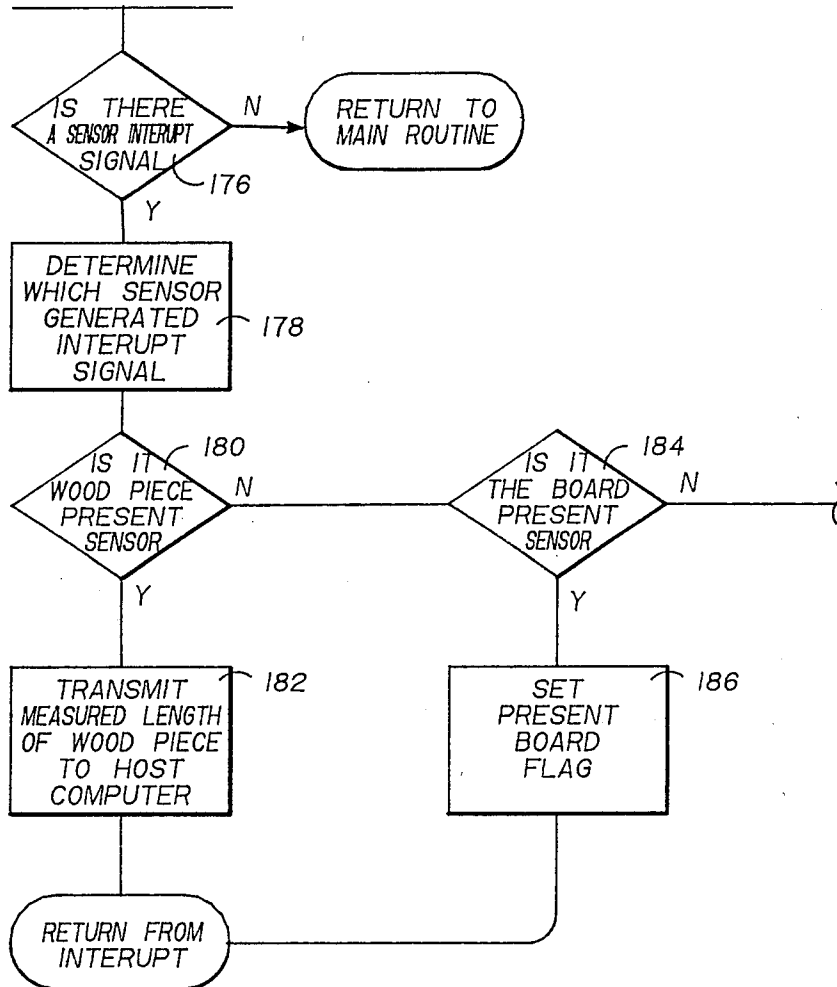 IS THERE
A SENSOR INTERUPT
SIGNAL
176
N
RETURN TO
MAIN ROUTINE
Y
DETERMINE
WHICH SENSOR
GENERATED
INTERUPT
SIGNAL
178
IS IT
WOOD PIECE
PRESENT
SENSOR
180
N
IS IT
THE BOARD
PRESENT
SENSOR
184
N
Y
Y
TRANSMIT
MEASURED LENGTH
OF WOOD PIECE
TO HOST
COMPUTER
182
SET
PRESENT
BOARD
FLAG
186
RETURN FROM
INTERUPT